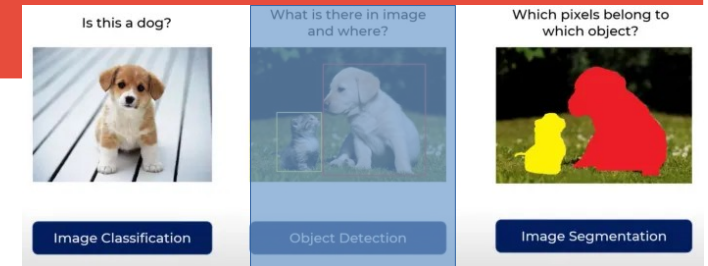 Is this a dog?
What is there in image
and where?
Which pixels belong to
which object?
Image Classification
Object Detection
Image Segmentation